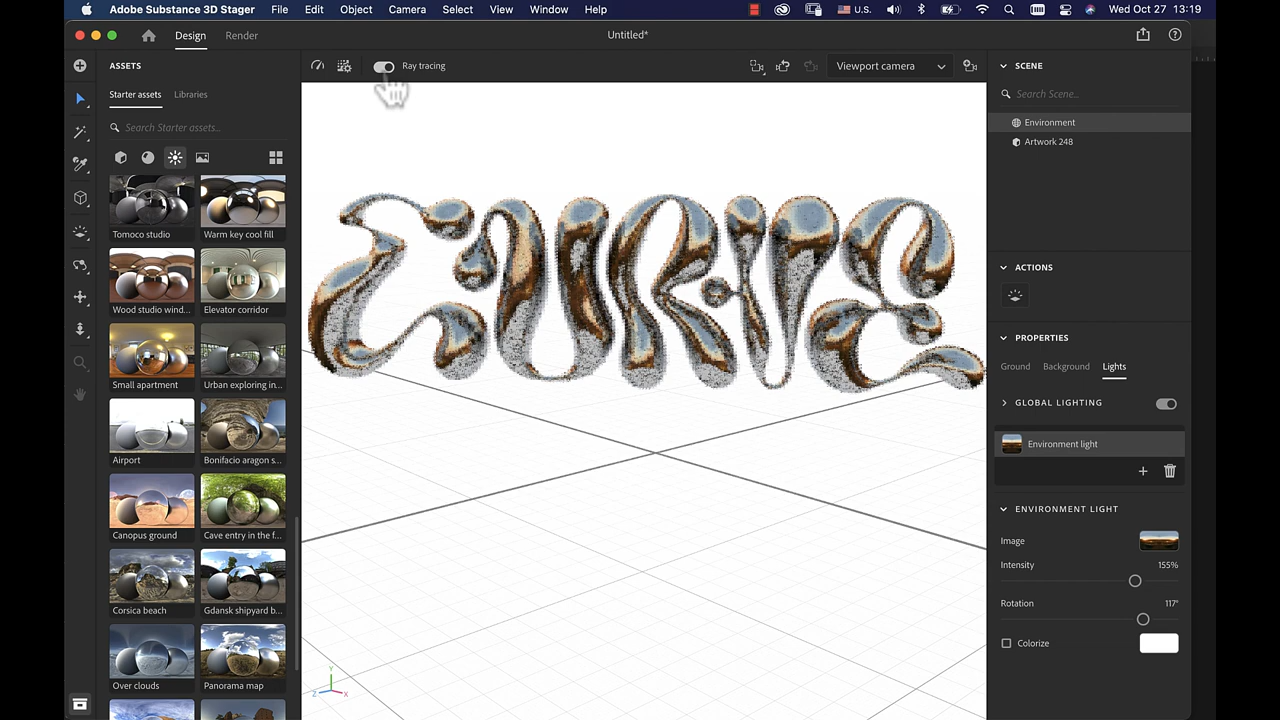 Adobe Substance 3D Stager File Edit Object Camera Select View Window Help U.S. Wed Oct 27 13:19
Design Render Untitled*
ASSETS
Starter assets Libraries
Search Starter assets...
Tomoco studio Warm key cool fill
Wood studio wind... Elevator corridor
Small apartment Urban exploring in...
Airport Bonifacio aragon s...
Canopus ground Cave entry in the f...
Corsica beach Gdansk shipyard b...
Over clouds Panorama map
Ray tracing Viewport camera
Y
Z X
SCENE
Search Scene...
Environment
Artwork 248
ACTIONS
PROPERTIES
Ground Background Lights
GLOBAL LIGHTING
Environment light
ENVIRONMENT LIGHT
Image
Intensity 155%
Rotation 117°
Colorize